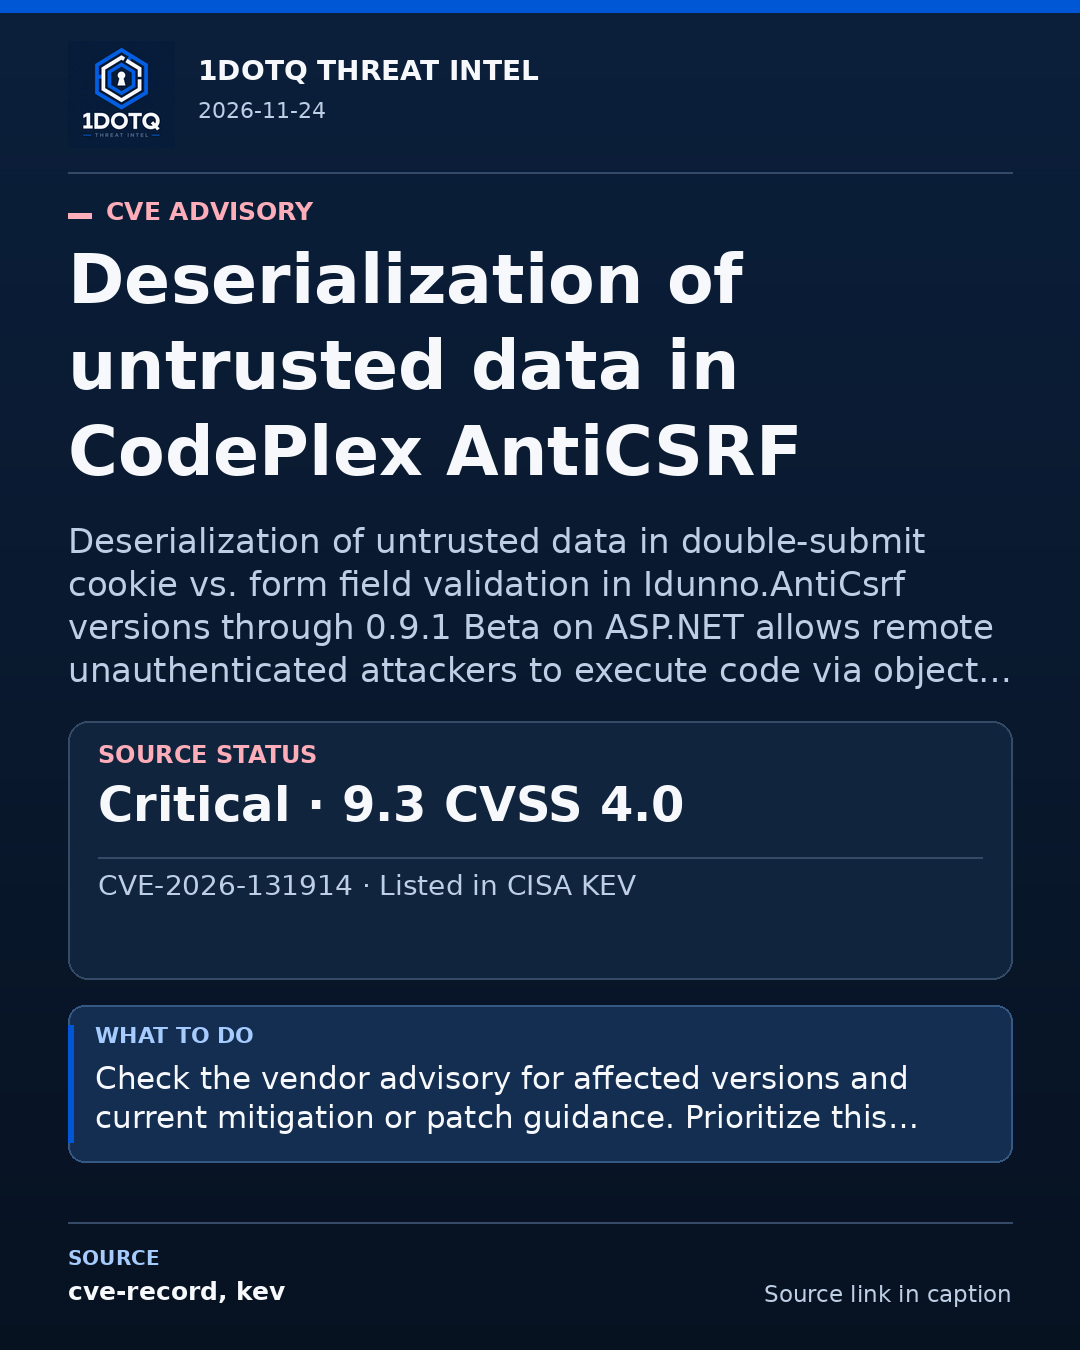 1DOTQ
THREAT INTEL
1DOTQ THREAT INTEL
2026-11-24
CVE ADVISORY
Deserialization of
untrusted data in
CodePlex AntiCSRF
Deserialization of untrusted data in double-submit
cookie vs. form field validation in Idunno.AntiCsrf
versions through 0.9.1 Beta on ASP.NET allows remote
unauthenticated attackers to execute code via object...
SOURCE STATUS
Critical · 9.3 CVSS 4.0
CVE-2026-131914 · Listed in CISA KEV
WHAT TO DO
Check the vendor advisory for affected versions and
current mitigation or patch guidance. Prioritize this...
SOURCE
cve-record, kev
Source link in caption